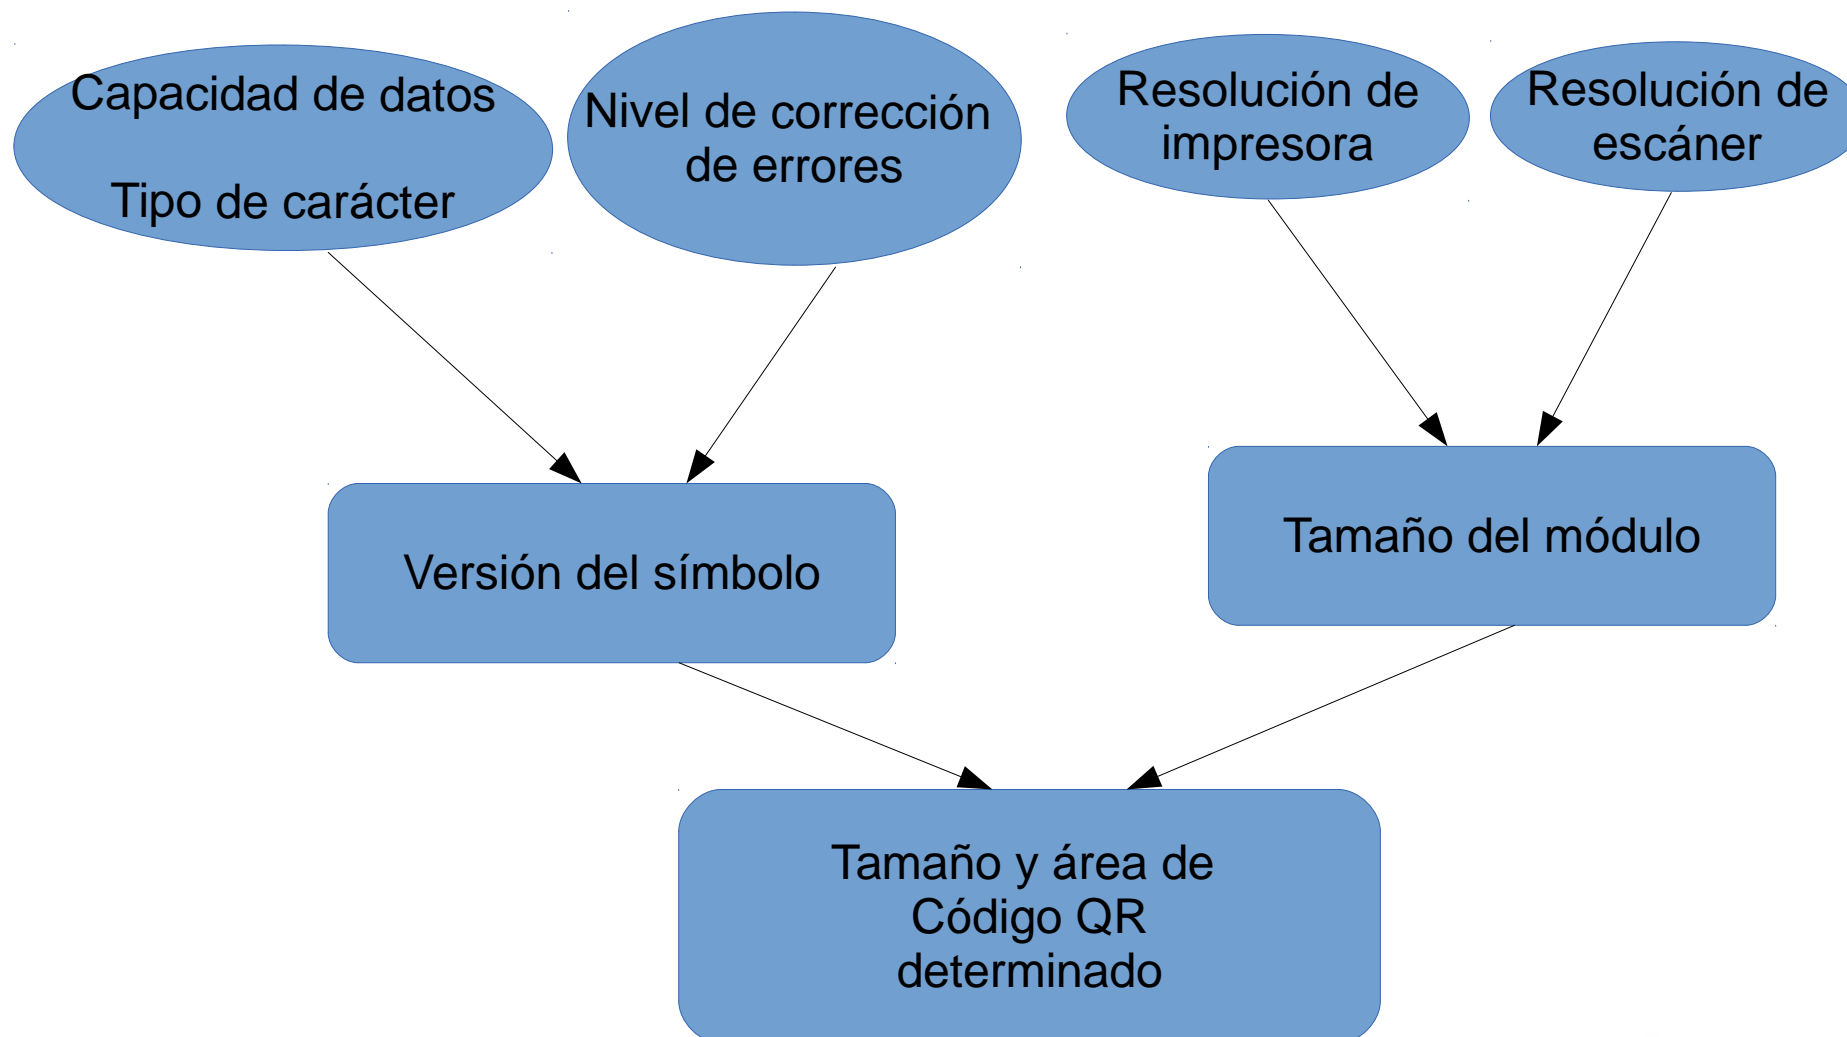 Capacidad de datos
Tipo de carácter
Nivel de corrección
de errores
Resolución de
impresora
Resolución de
escáner
Versión del símbolo
Tamaño del módulo
Tamaño y área de
Código QR
determinado